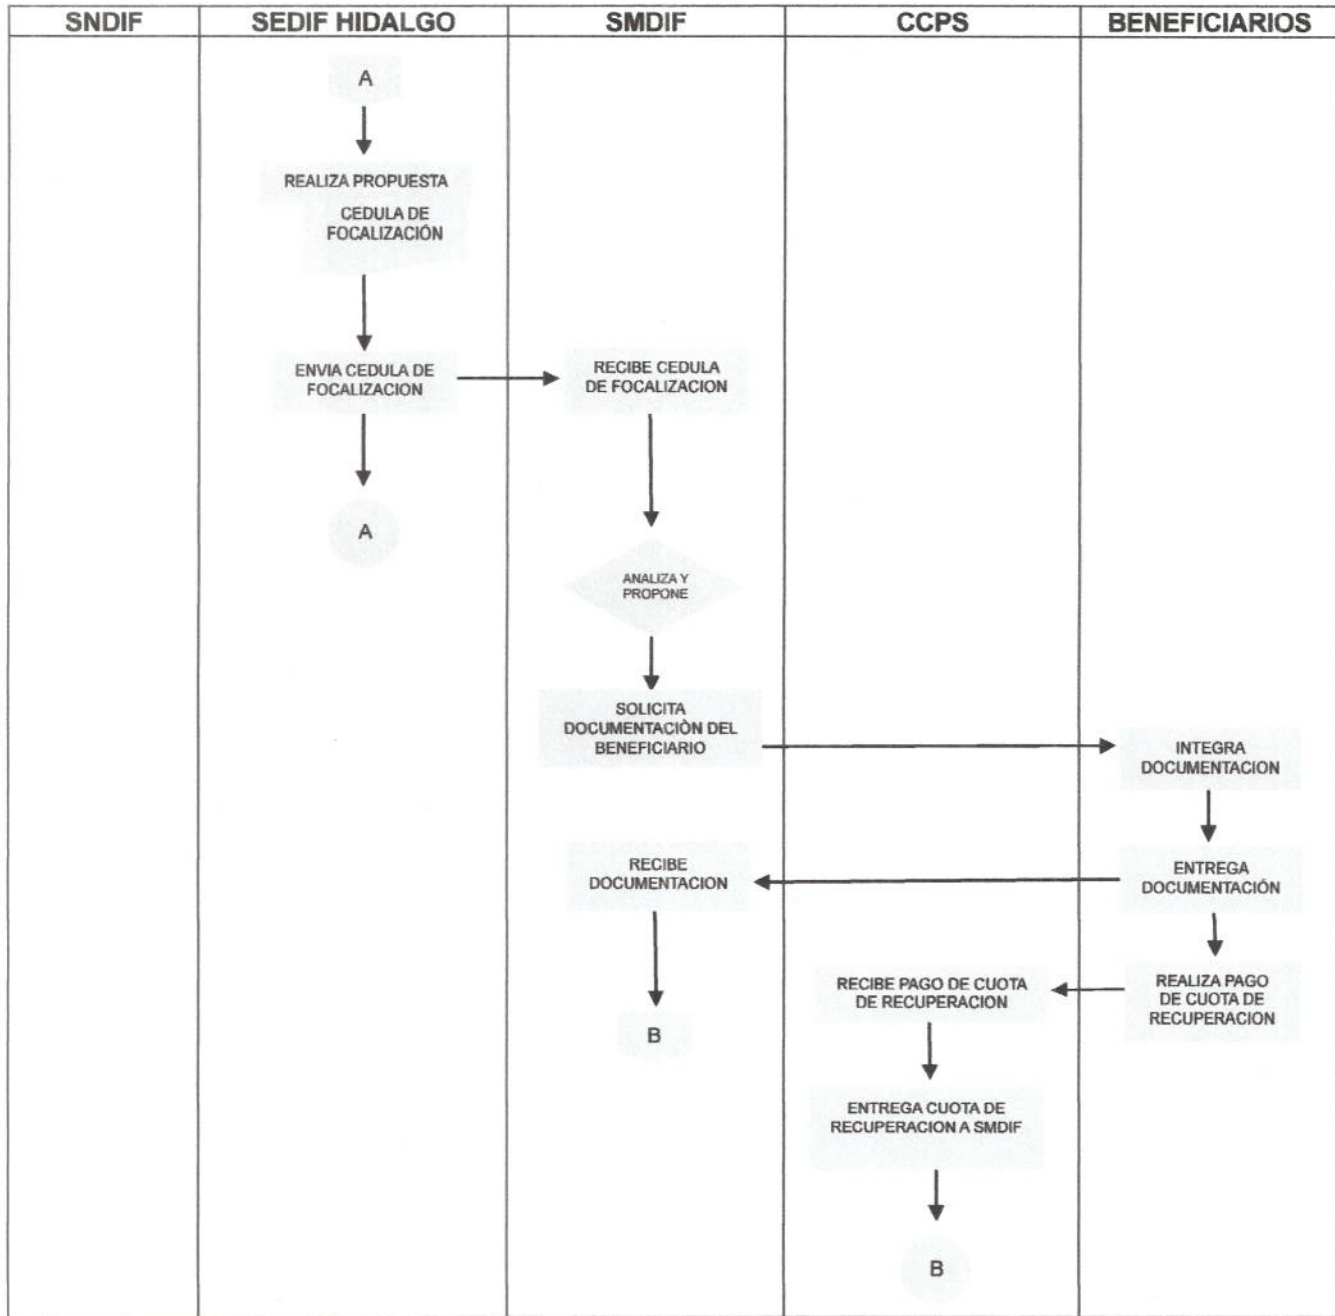 SNDIF
SEDIF HIDALGO
SMDIF
CCPS
BENEFICIARIOS
A
REALIZA PROPUESTA
CEDULA DE
FOCALIZACIÓN
ENVIA CEDULA DE
FOCALIZACION
RECIBE CEDULA
DE FOCALIZACION
A
ANALIZA Y
PROPONE
SOLICITA
DOCUMENTACIÒN DEL
BENEFICIARIO
INTEGRA
DOCUMENTACION
RECIBE
DOCUMENTACION
ENTREGA
DOCUMENTACIÓN
RECIBE PAGO DE CUOTA
DE RECUPERACION
REALIZA PAGO
DE CUOTA DE
RECUPERACION
B
ENTREGA CUOTA DE
RECUPERACION A SMDIF
B